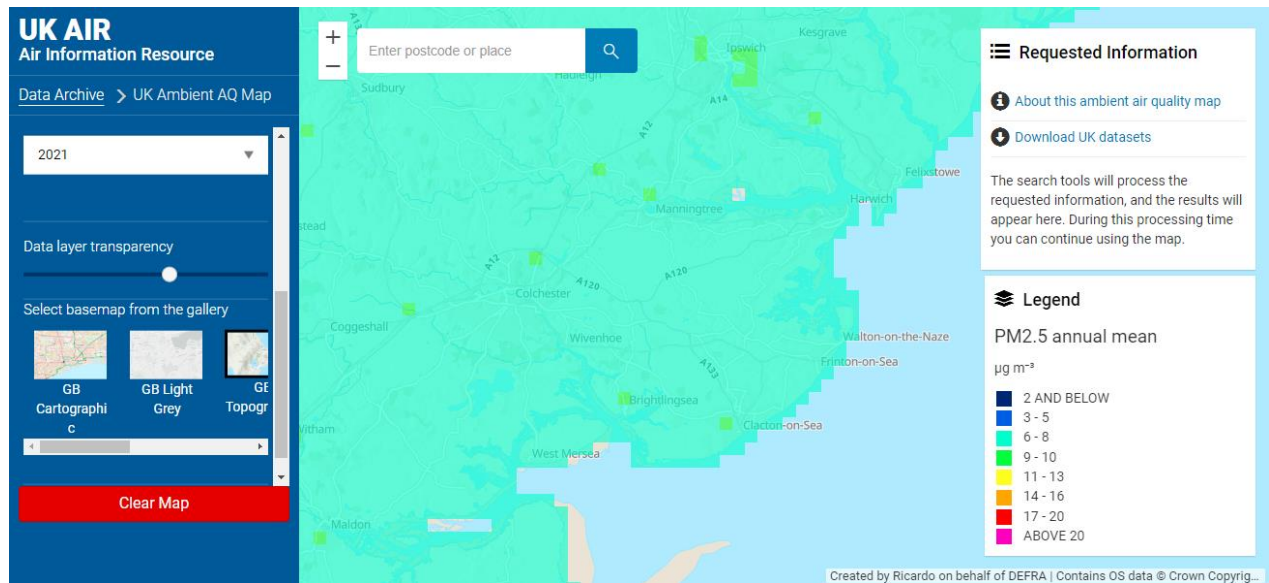 UK AIR
Air Information Resource
Data Archive > UK Ambient AQ Map
2021
Data layer transparency
Select basemap from the gallery
GB
Cartographi
c
GB Light
Grey
GB
Topogr
Clear Map
+
−
Enter postcode or place
A13
Kesgrave
Ipswich
Hadleigh
Sudbury
A14
A12
Felixstowe
Harwich
Manningtree
stead
A12
A120
A120
Colchester
Coggeshall
Wivenhoe
Walton-on-the-Naze
Frinton-on-Sea
A133
Brightlingsea
Clacton-on-Sea
Witham
West Mersea
Maldon
Requested Information
About this ambient air quality map
Download UK datasets
The search tools will process the
requested information, and the results will
appear here. During this processing time
you can continue using the map.
Legend
PM2.5 annual mean
µg m⁻³
2 AND BELOW
3 - 5
6 - 8
9 - 10
11 - 13
14 - 16
17 - 20
ABOVE 20
Created by Ricardo on behalf of DEFRA | Contains OS data © Crown Copyrig...